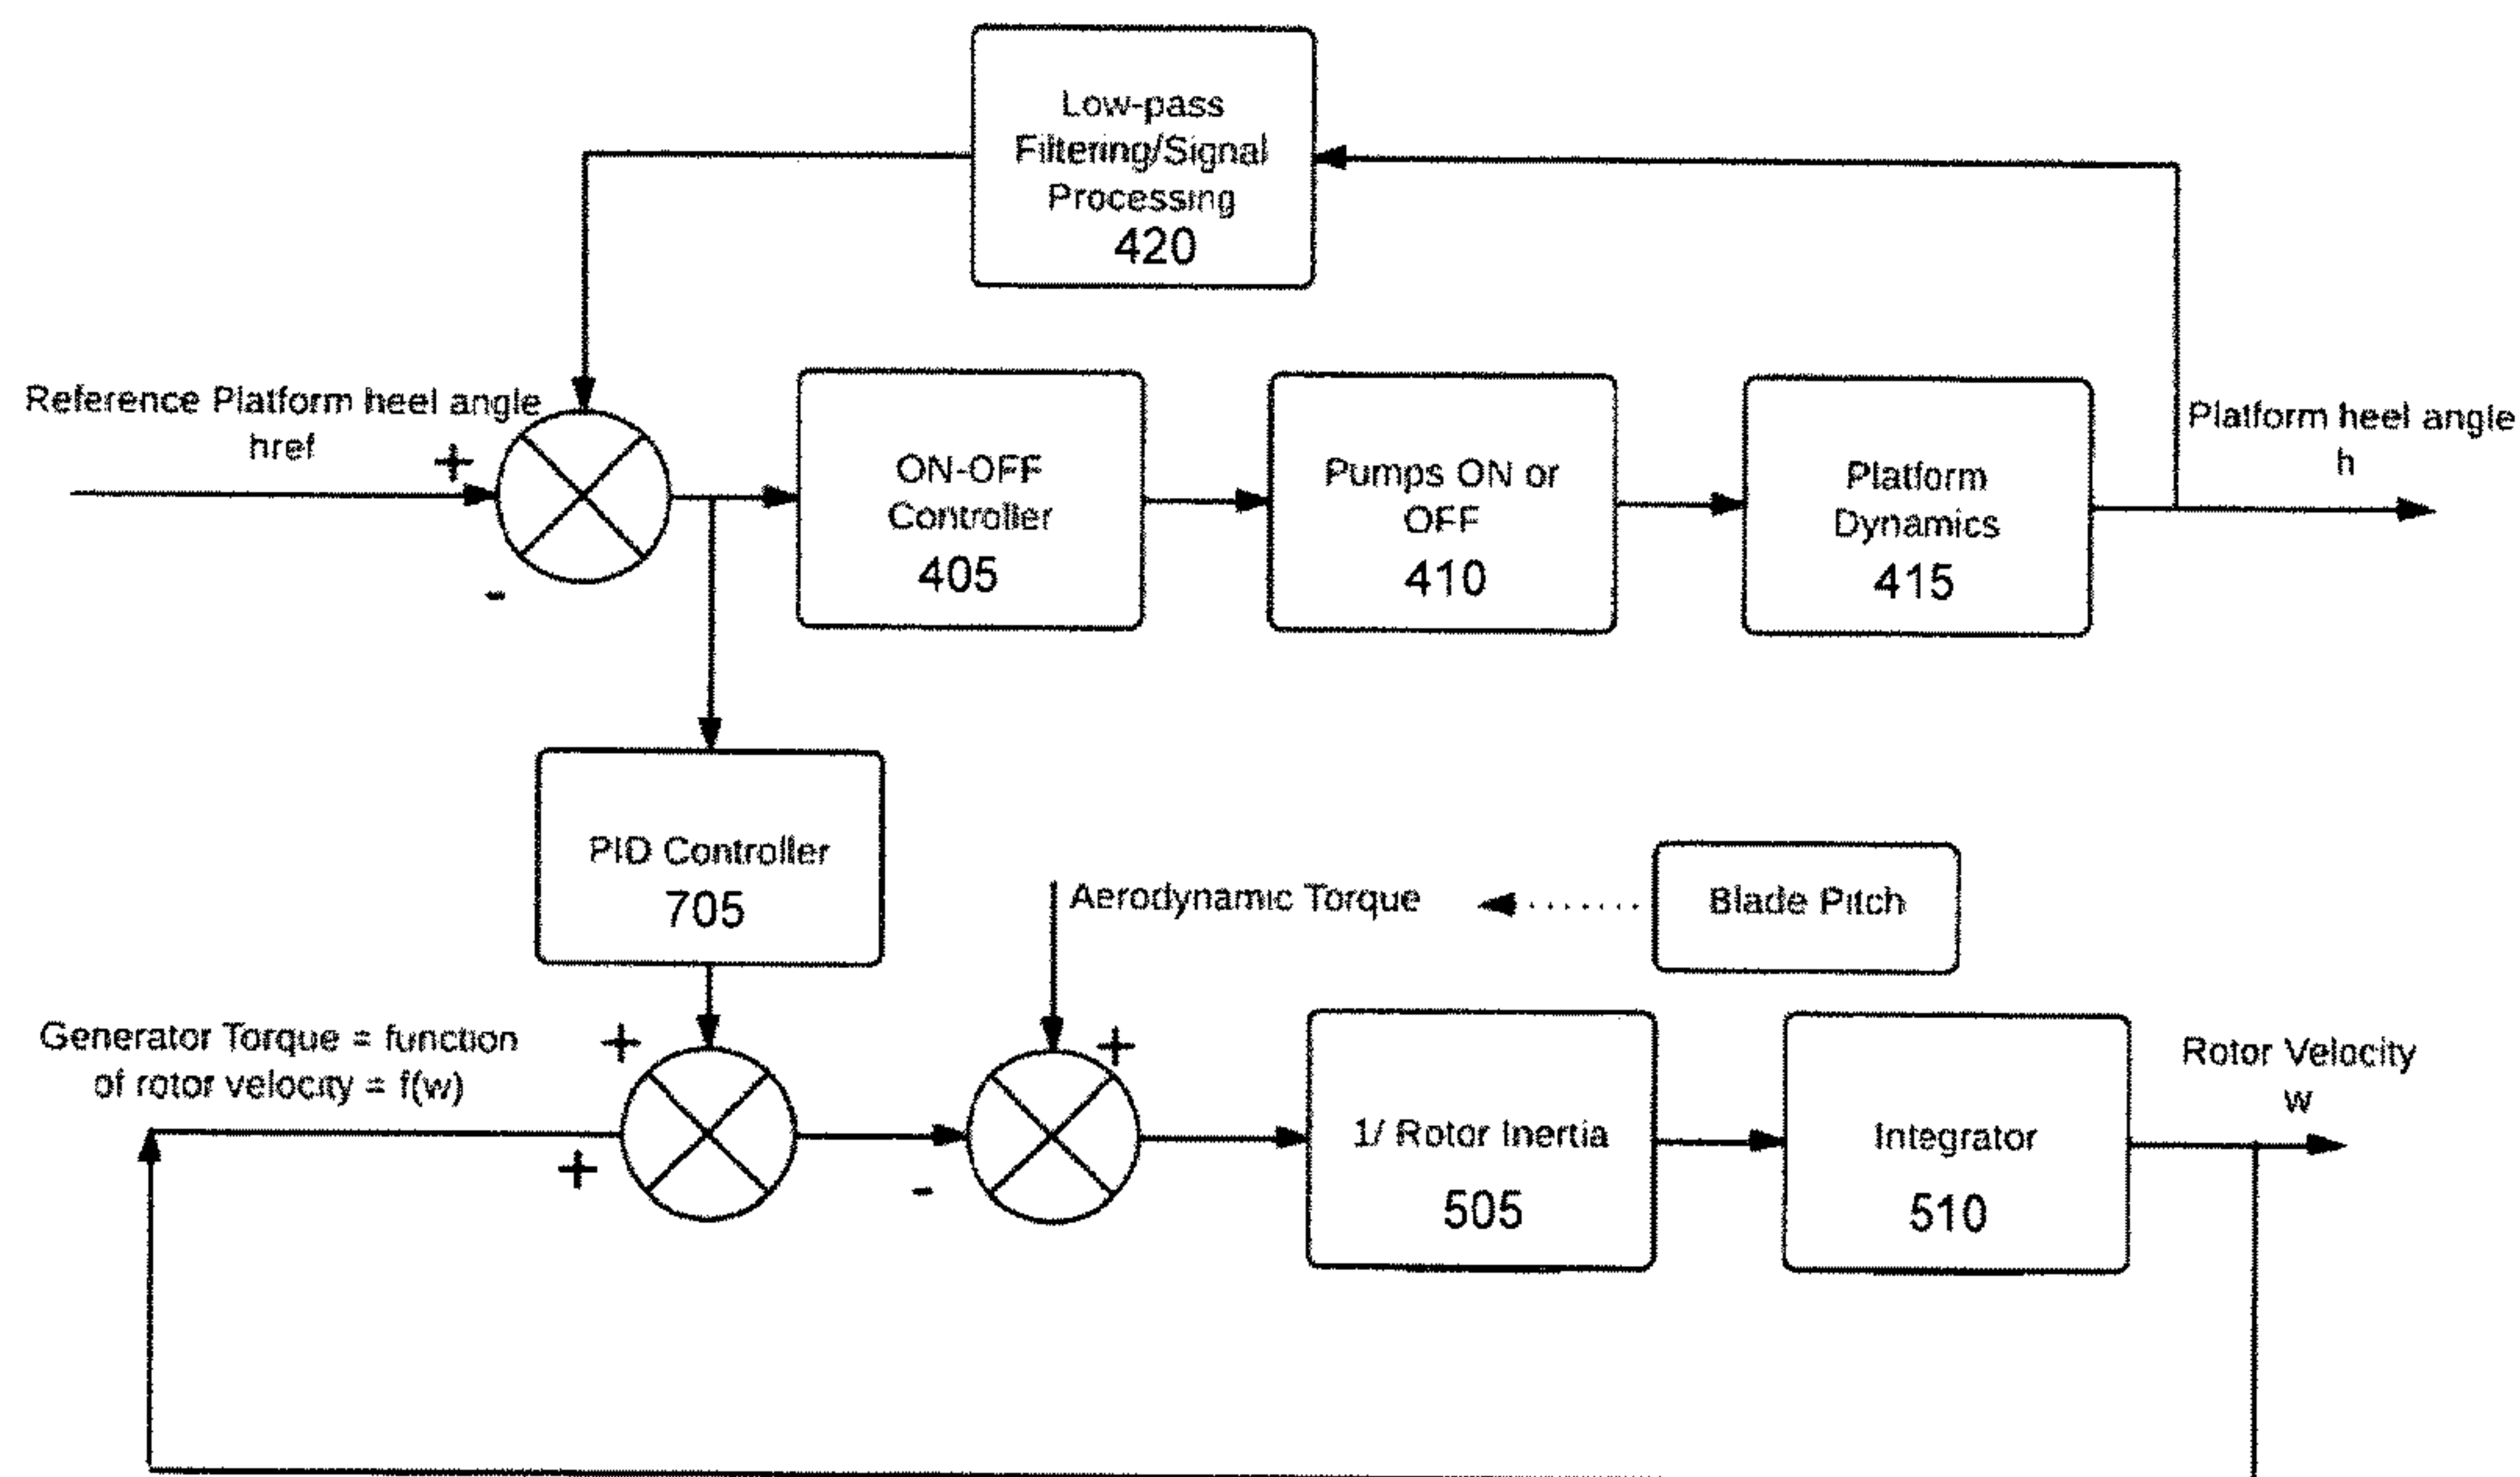 Low-pass
Filtering/Signal
Processing
420
Reference Platform heel angle
href
+
-
ON-OFF
Controller
405
Pumps ON or
OFF
410
Platform
Dynamics
415
Platform heel angle
h
PID Controller
705
Aerodynamic Torque
Blade Pitch
Generator Torque = function
of rotor velocity = f(w)
+
+
+
-
1/ Rotor Inertia
505
Integrator
510
Rotor Velocity
w